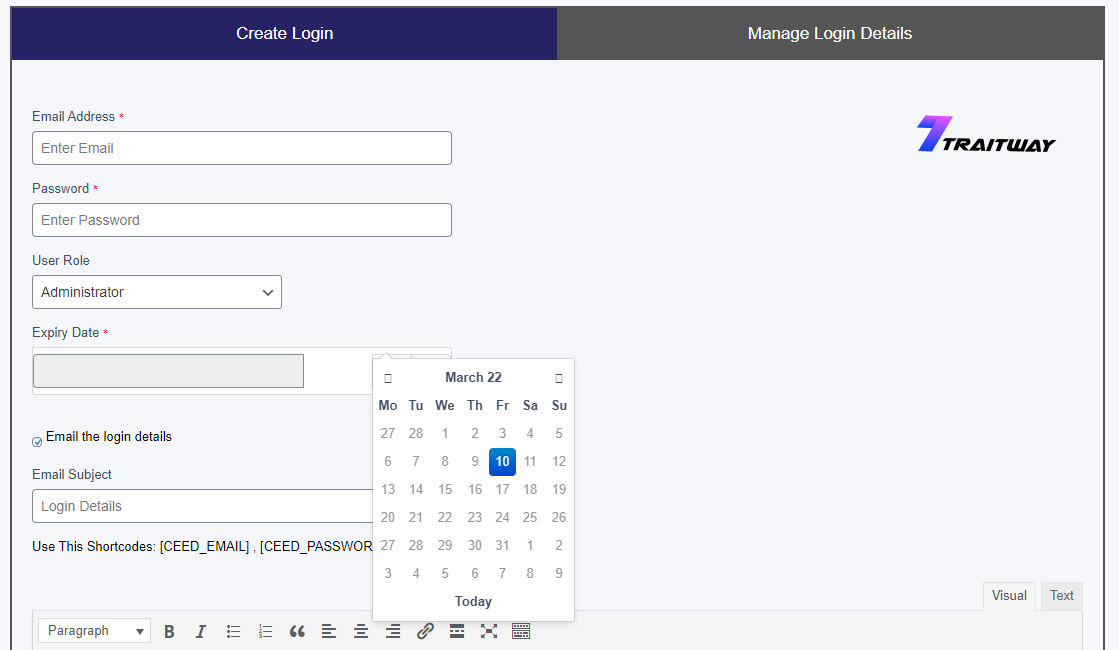 Create Login
Manage Login Details
Email Address *
TRAITWAY
Enter Email
Password *
Enter Password
User Role
Administrator
Expiry Date *
March 22
Mo Tu We Th Fr Sa Su
27 28 1 2 3 4 5
6 7 8 9 10 11 12
13 14 15 16 17 18 19
20 21 22 23 24 25 26
27 28 29 30 31 1 2
3 4 5 6 7 8 9
Today
Email the login details
Email Subject
Login Details
Use This Shortcodes: [CEED_EMAIL] , [CEED_PASSWOR
Visual
Text
Paragraph
B I